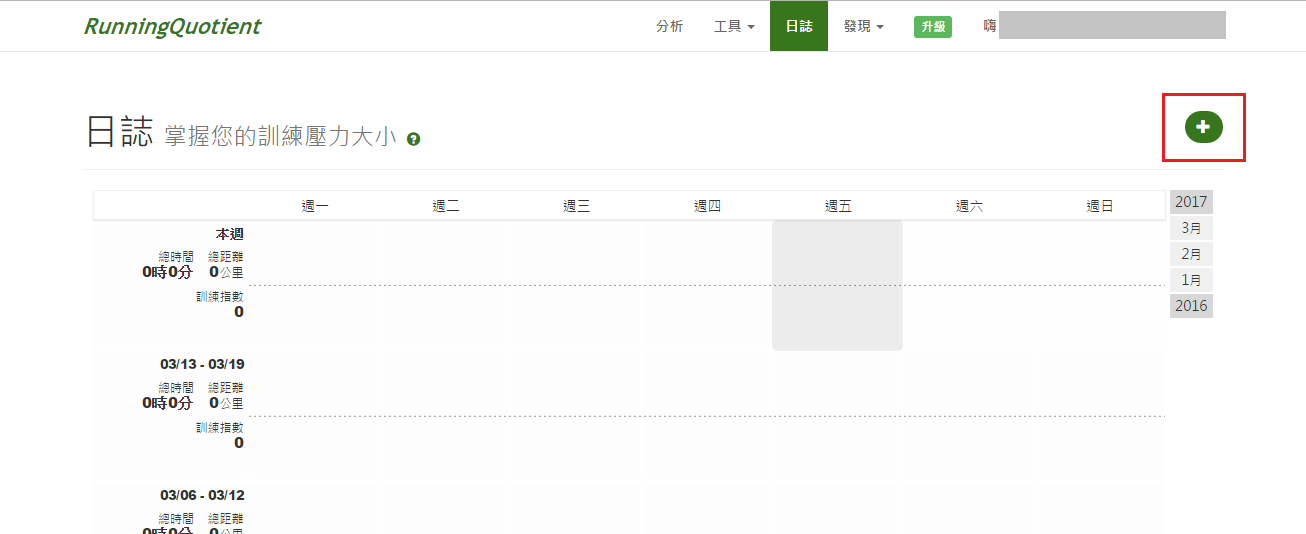 RunningQuotient 分析 工具 日誌 發現 升級 嗨
日誌 掌握您的訓練壓力大小
週一 週二 週三 週四 週五 週六 週日 2017
3月
2月
1月
2016
本週
總時間 總距離
0時0分 0公里
訓練指數
0
03/13 - 03/19
總時間 總距離
0時0分 0公里
訓練指數
0
03/06 - 03/12
總時間 總距離
0時0分 0公里